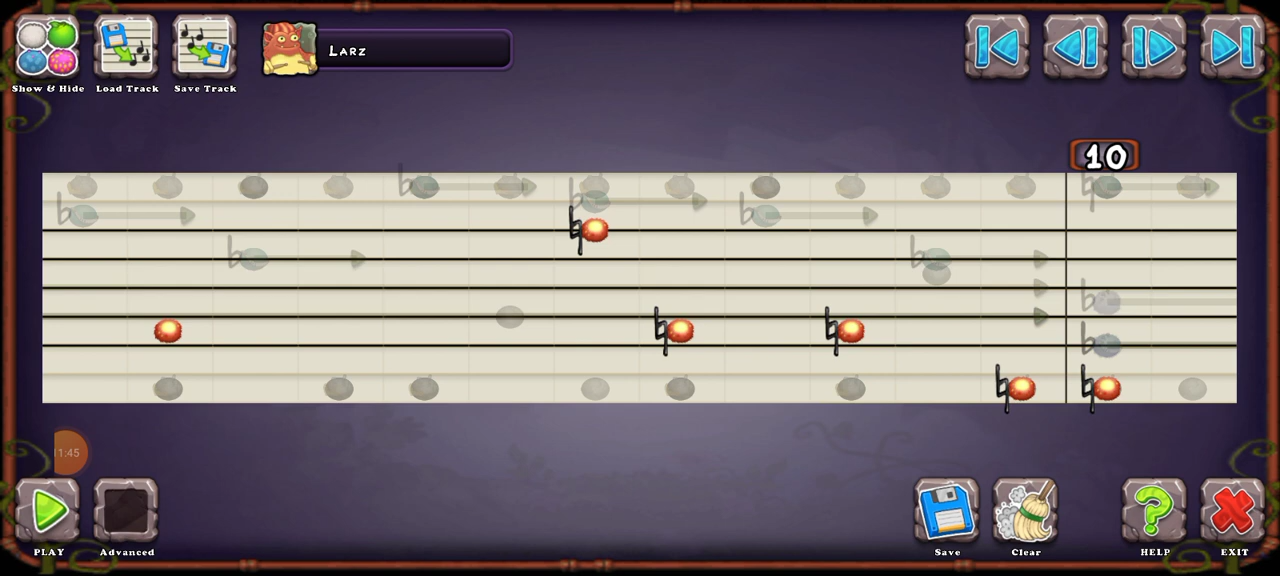 Larz
Show & Hide
Load Track
Save Track
10
1:45
PLAY
Advanced
Save
Clear
HELP
EXIT